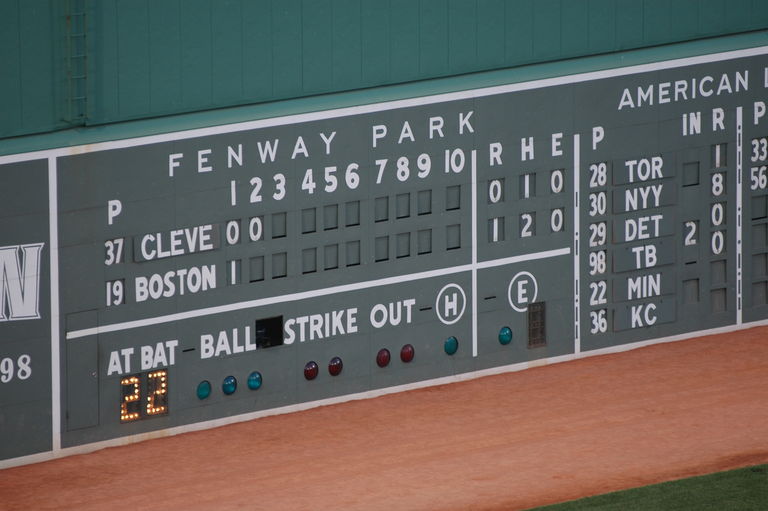 FENWAY PARK
P 1 2 3 4 5 6 7 8 9 10 R H E
37 CLEVE 0 0 0 1 0
19 BOSTON 1 1 2 0
AT BAT - BALL STRIKE OUT - H - E
22
98
AMERICAN
P IN R P
28 TOR 1 33
30 NYY 8 56
29 DET 2 0
98 TB 0
22 MIN
36 KC